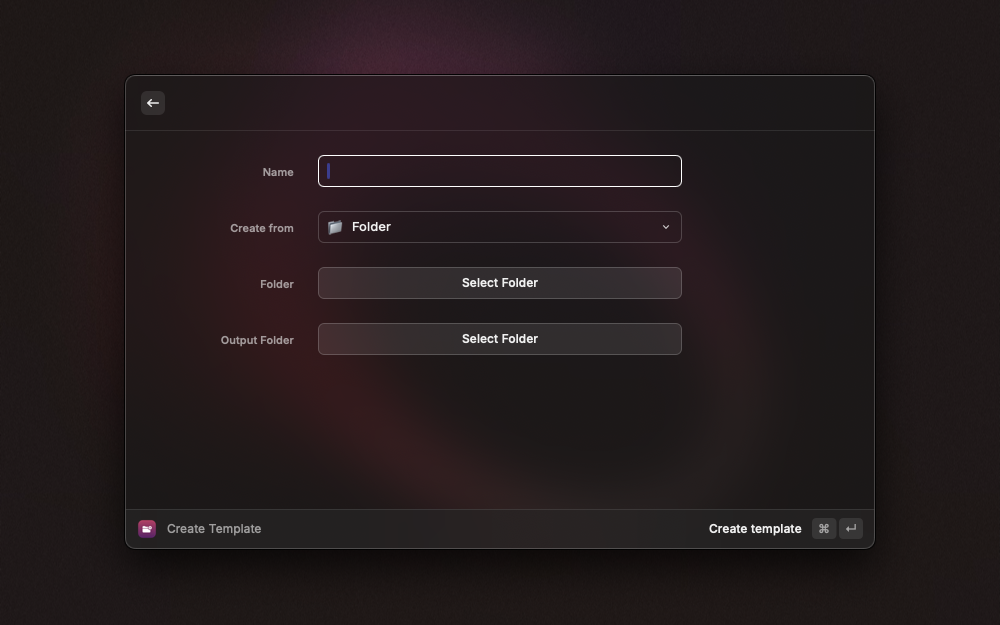 Name
Create from
Folder
Folder
Select Folder
Output Folder
Select Folder
Create Template
Create template ⌘ ↵